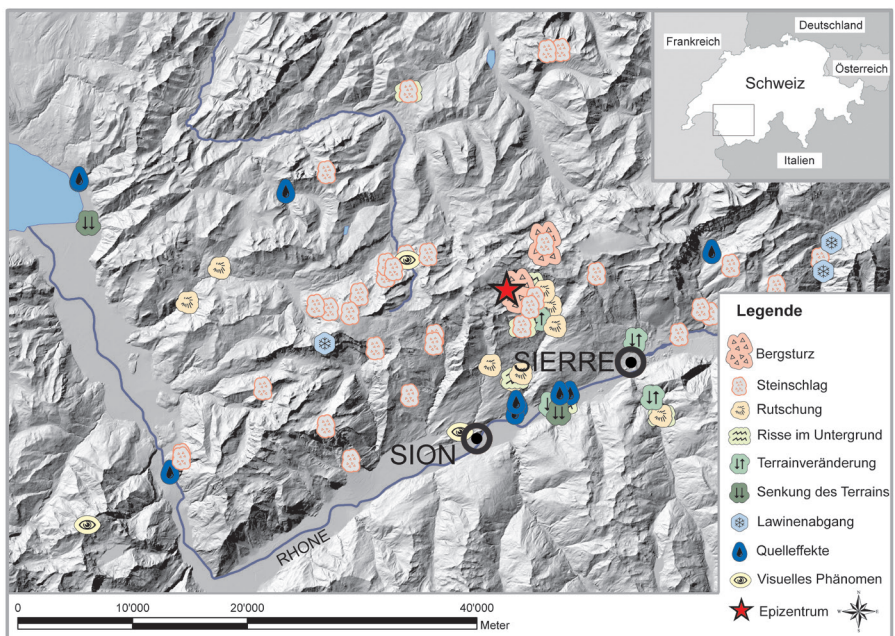 Deutschland
Frankreich
Österreich
Schweiz
Italien
SIERRE
SION
RHONE
Legende
Bergsturz
Steinschlag
Rutschung
Risse im Untergrund
Terrainveränderung
Senkung des Terrains
Lawinenabgang
Quelleffekte
Visuelles Phänomen
Epizentrum
0 10'000 20'000 40'000
Meter